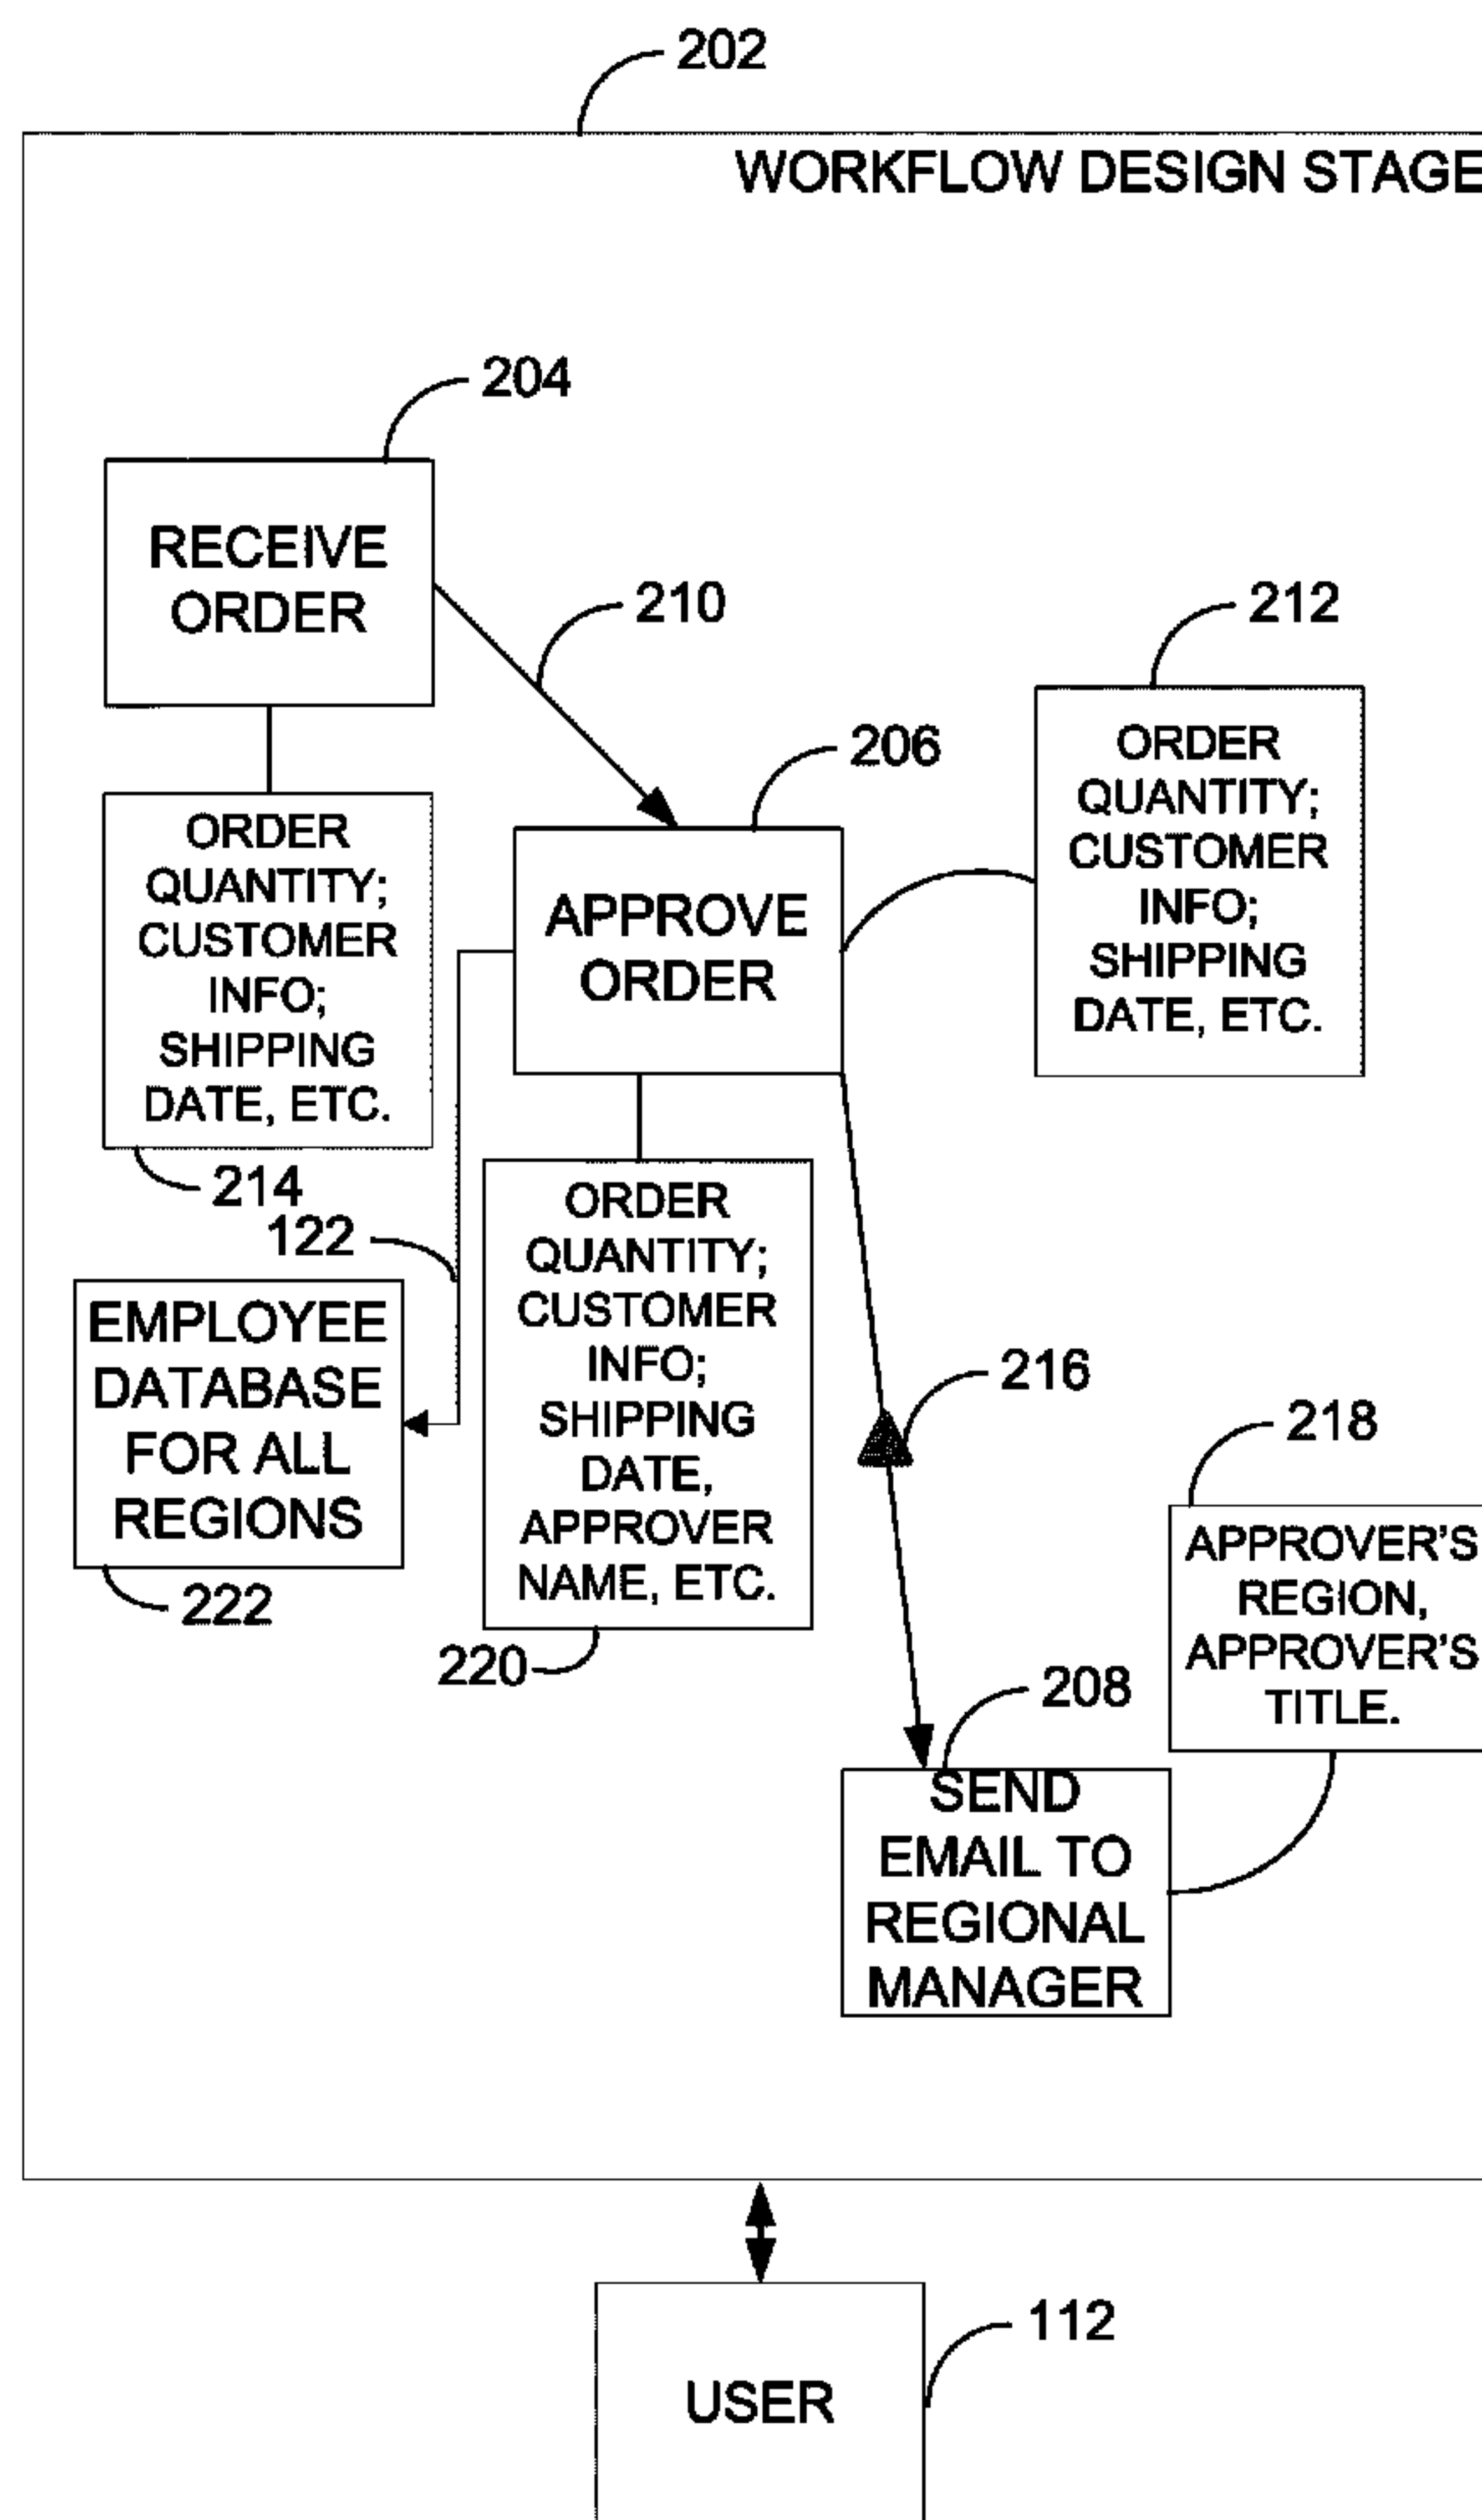 202
WORKFLOW DESIGN STAGE
204
RECEIVE
ORDER
210
212
206
ORDER
QUANTITY;
CUSTOMER
INFO;
SHIPPING
DATE, ETC.
ORDER
QUANTITY;
CUSTOMER
INFO;
SHIPPING
DATE, ETC.
214
APPROVE
ORDER
122
EMPLOYEE
DATABASE
FOR ALL
REGIONS
222
ORDER
QUANTITY;
CUSTOMER
INFO;
SHIPPING
DATE,
APPROVER
NAME, ETC.
220
216
218
APPROVER'S
REGION,
APPROVER'S
TITLE.
208
SEND
EMAIL TO
REGIONAL
MANAGER
112
USER